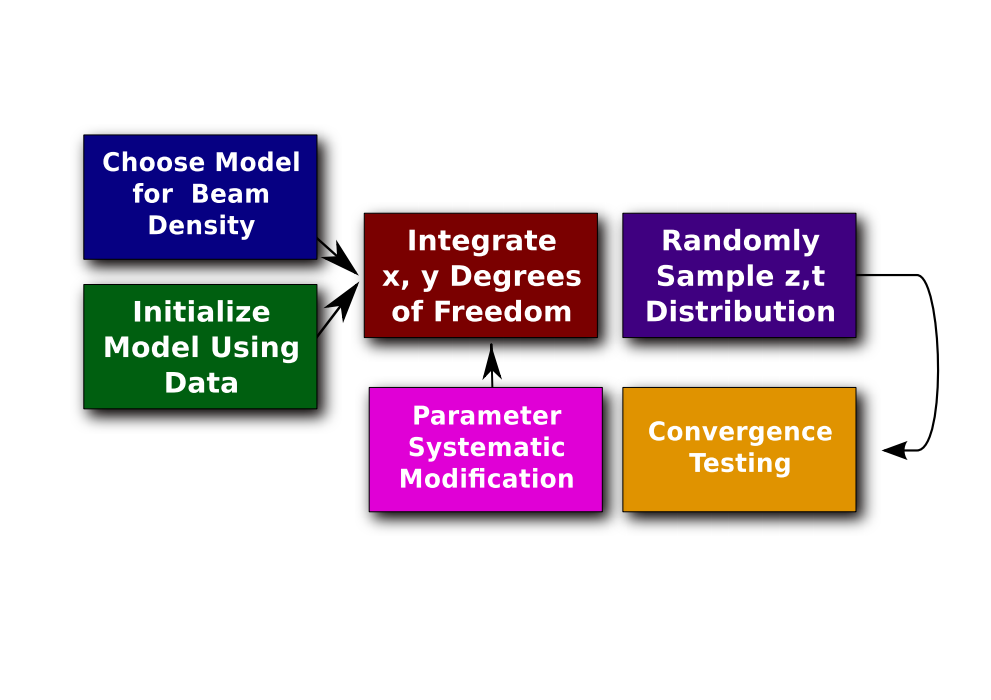 Choose Model
for  Beam
Density
Initialize
Model Using
Data
Integrate
x, y Degrees
of Freedom
Randomly
Sample z,t
Distribution
Parameter
Systematic
Modification
Convergence
Testing